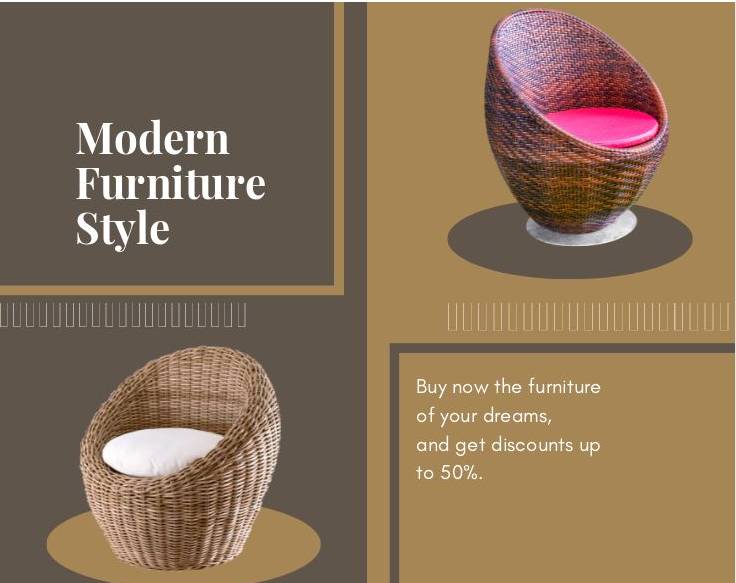 Modern
Furniture
Style
Buy now the furniture
of your dreams,
and get discounts up
to 50%.